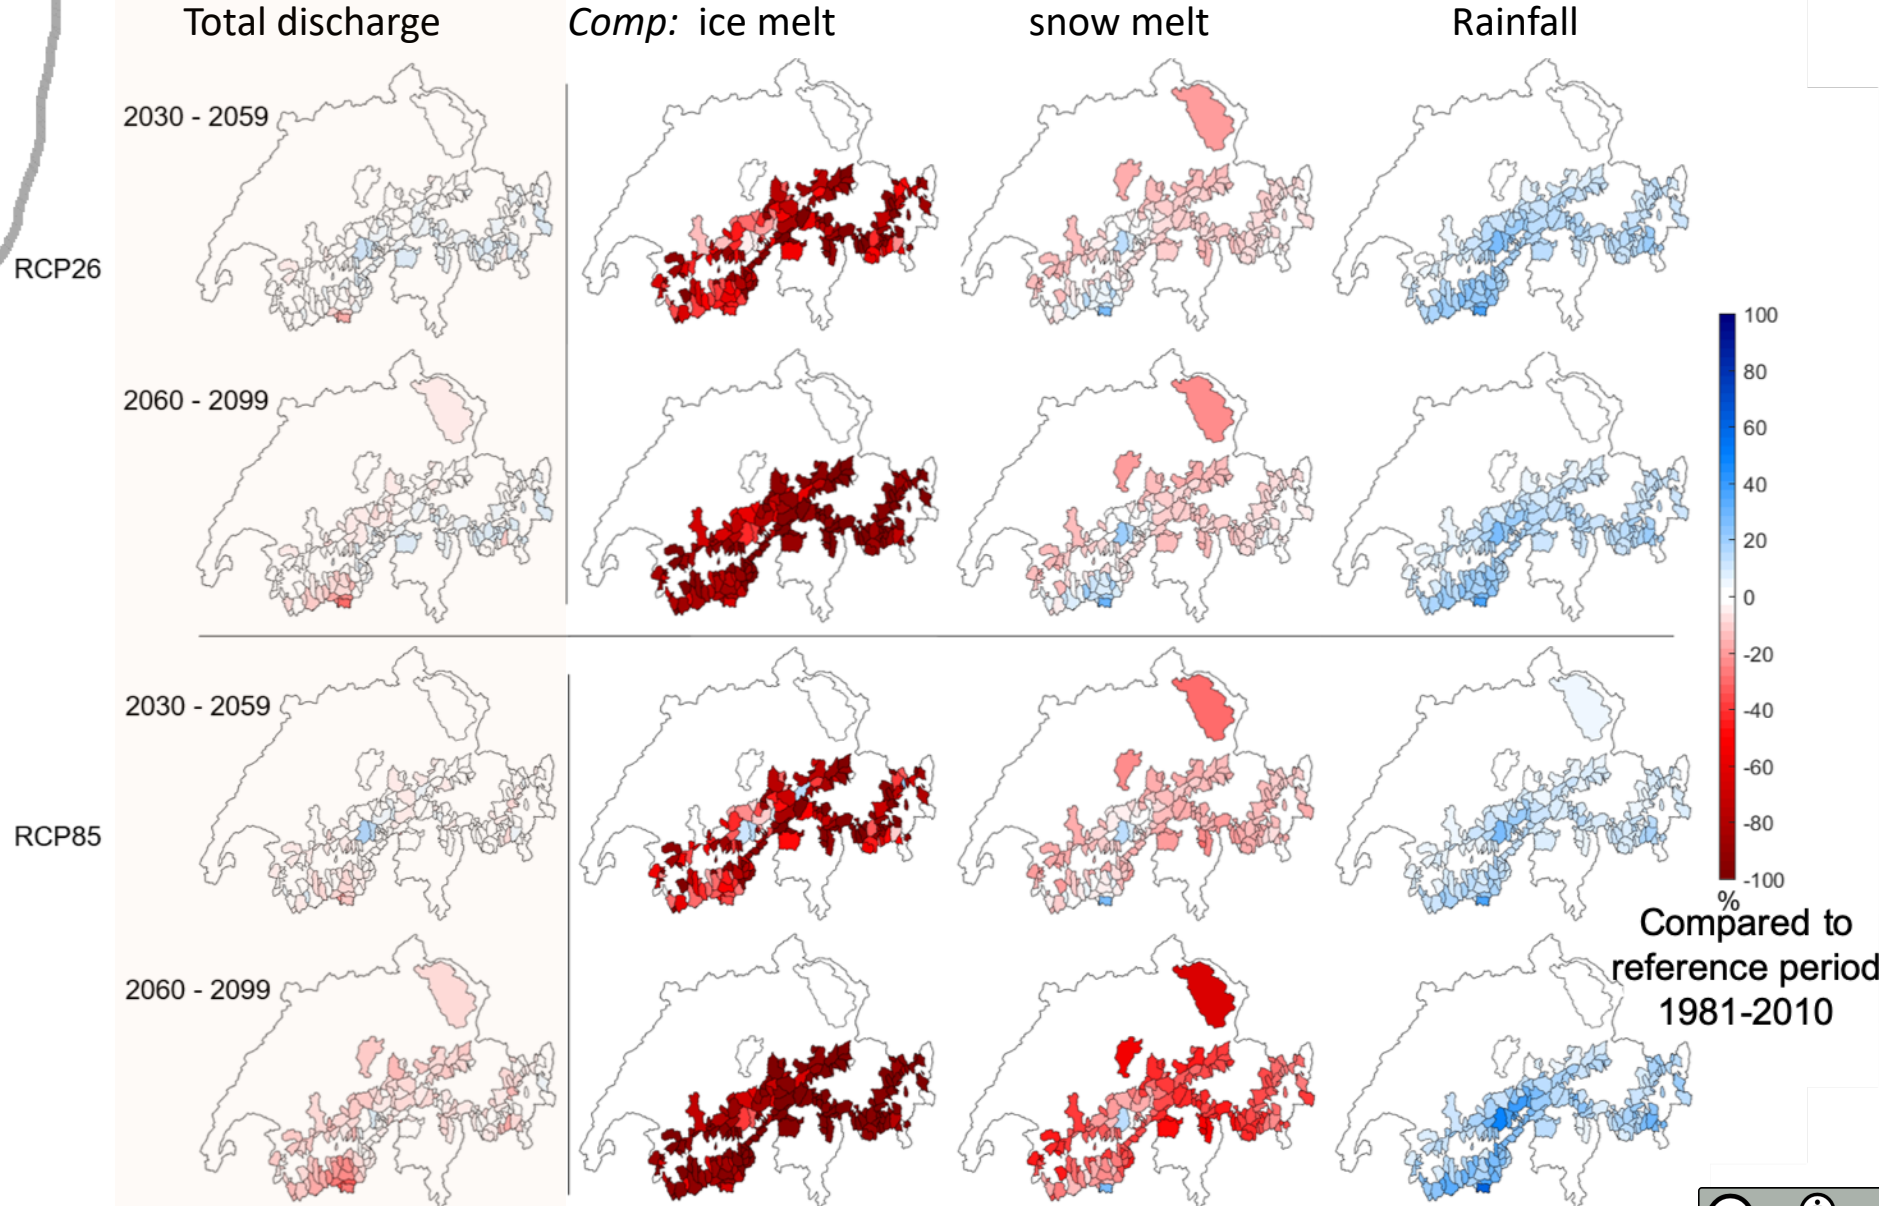 Total discharge
Comp: ice melt
snow melt
Rainfall
2030 - 2059
RCP26
2060 - 2099
100
80
60
40
20
0
-20
-40
-60
-80
-100
%
2030 - 2059
RCP85
2060 - 2099
Compared to
reference period
1981-2010